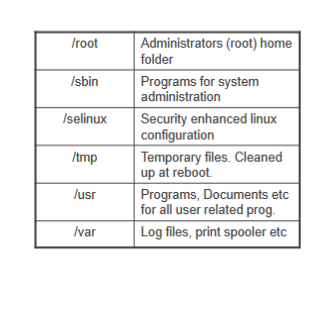 /root Administrators (root) home
folder
/sbin Programs for system
administration
/selinux Security enhanced linux
configuration
/tmp Temporary files. Cleaned
up at reboot.
/usr Programs, Documents etc
for all user related prog.
/var Log files, print spooler etc